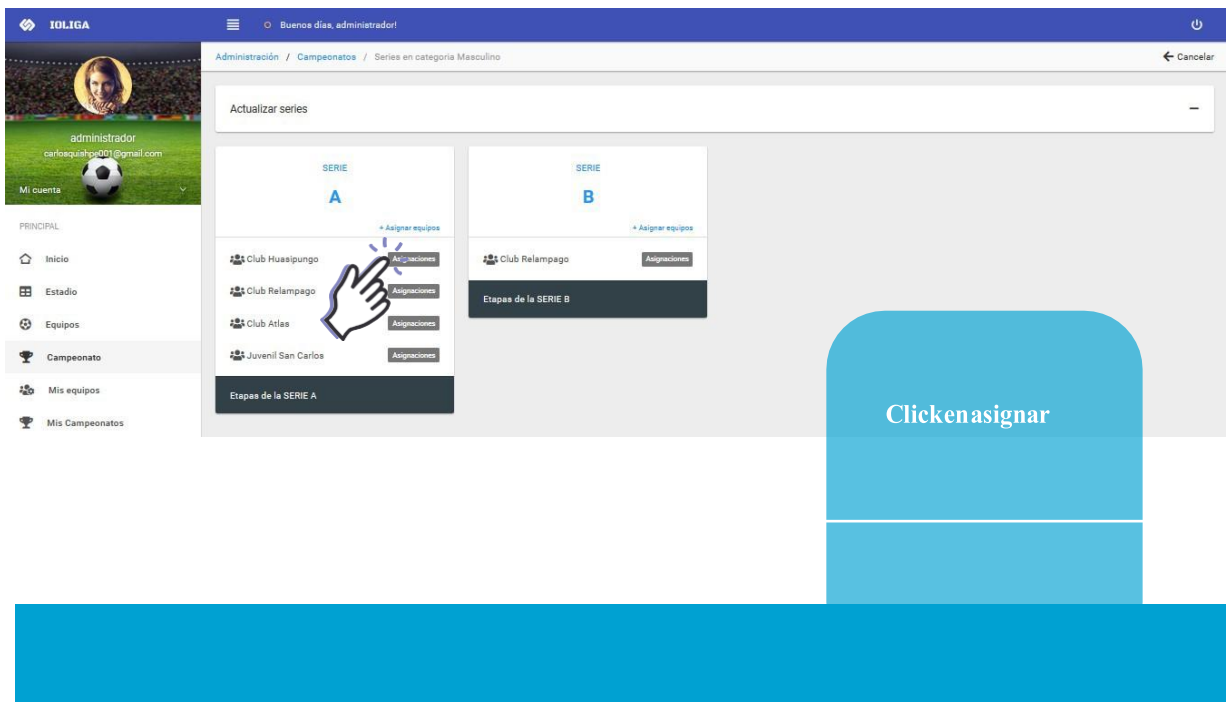 IOLIGA
Buenos días, administrador!
Administración / Campeonatos / Series en categoria Masculino
Cancelar
administrador
carlosquishpe001@gmail.com
Mi cuenta
PRINCIPAL
Inicio
Estadio
Equipos
Campeonato
Mis equipos
Mis Campeonatos
Actualizar series
SERIE
A
+ Asignar equipos
Club Huasipungo Asignaciones
Club Relampago Asignaciones
Club Atlas Asignaciones
Juvenil San Carlos Asignaciones
Etapas de la SERIE A
SERIE
B
+ Asignar equipos
Club Relampago Asignaciones
Etapas de la SERIE B
Clickenasignar